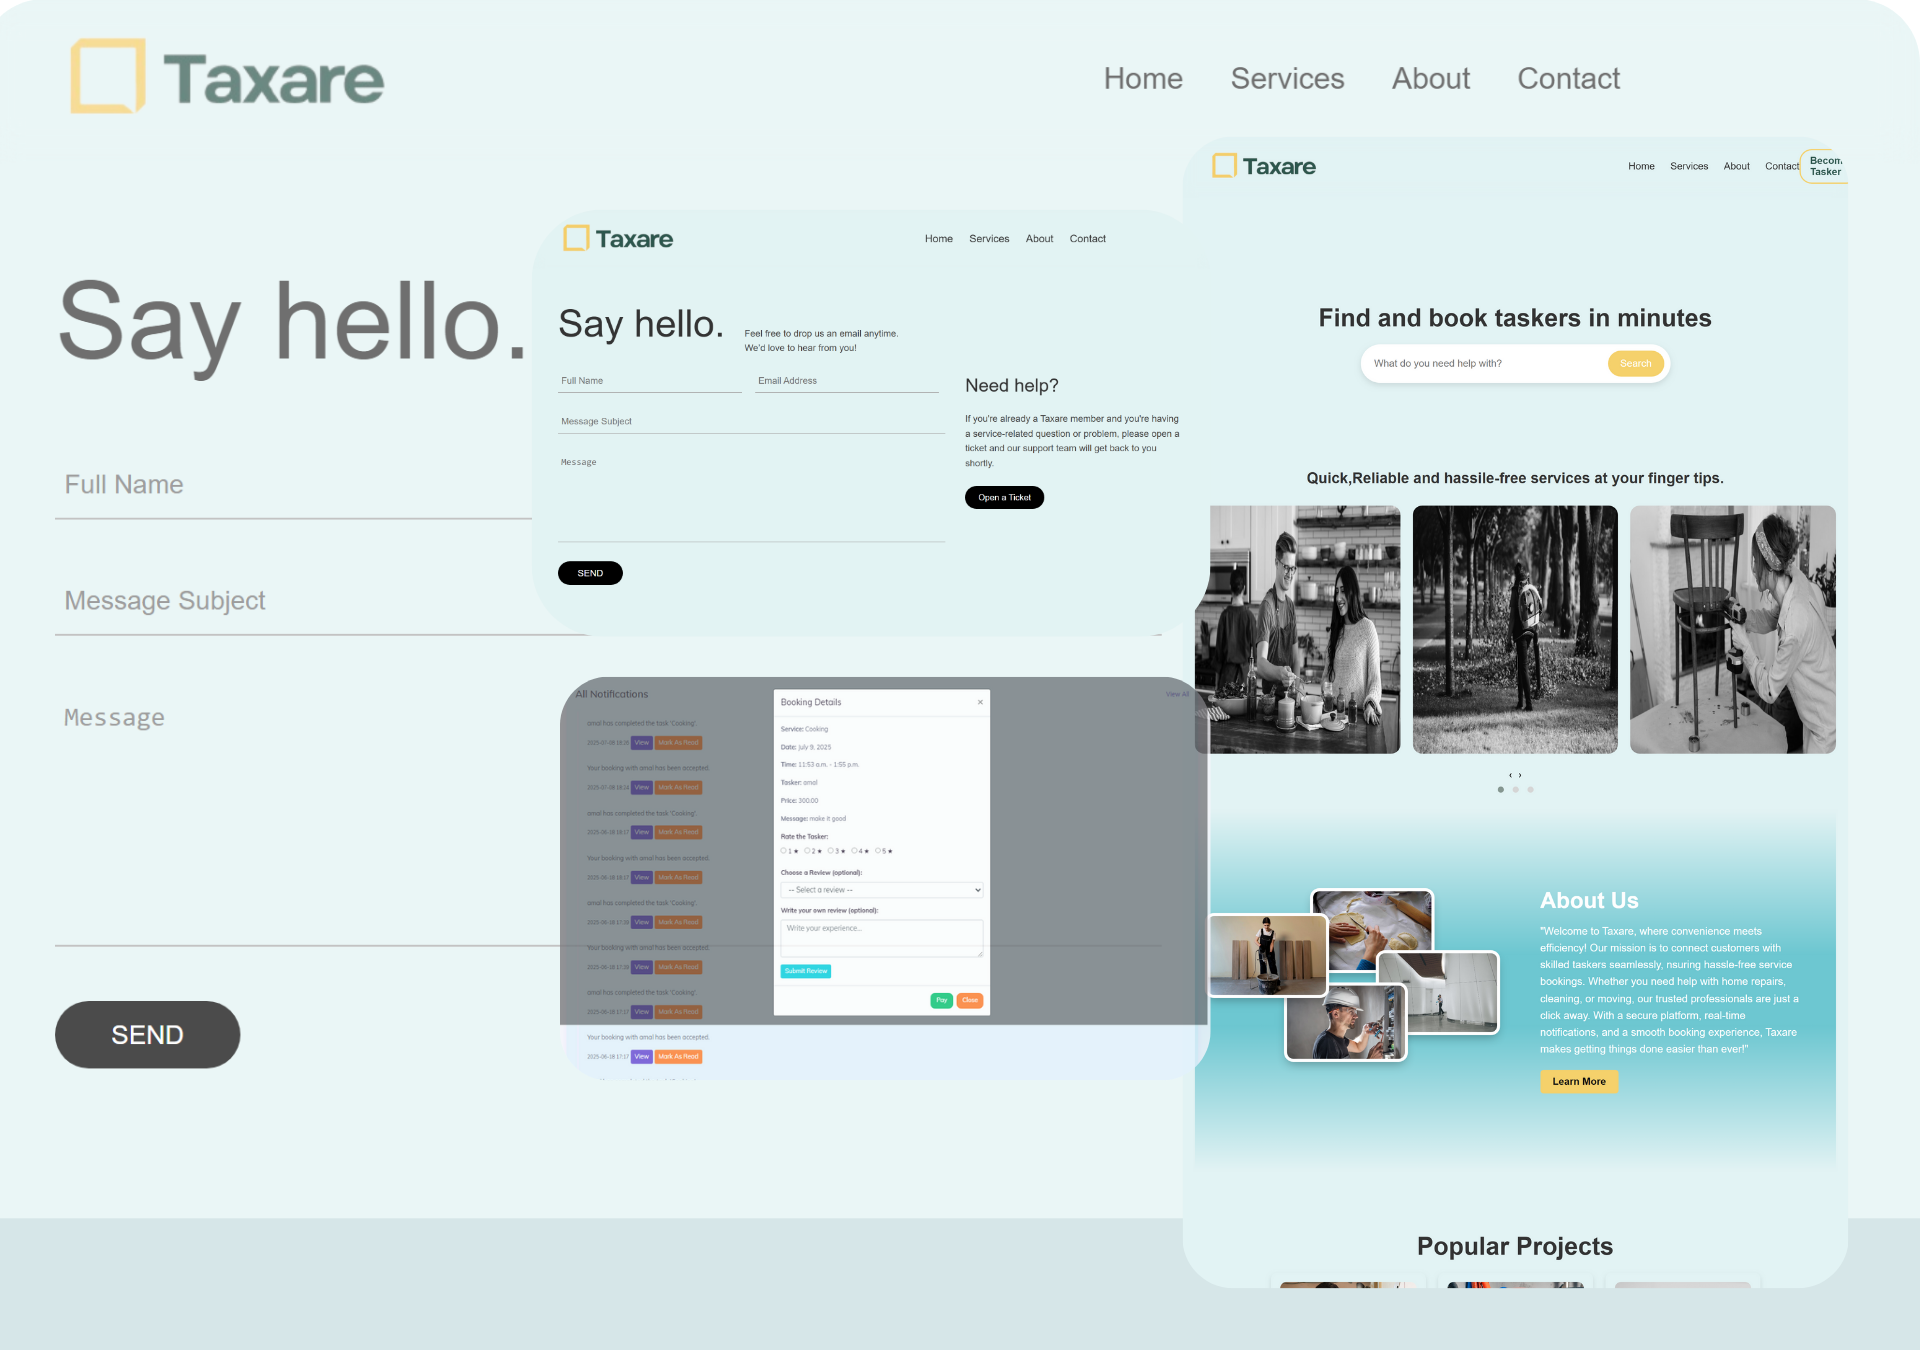 Taxare
Home Services About Contact
Say hello.
Full Name
Message Subject
Message
SEND
Taxare
Home Services About Contact
Say hello.
Feel free to drop us an email anytime.
We'd love to hear from you!
Full Name Email Address
Message Subject
Message
SEND
Need help?
If you're already a Taxare member and you're having
a service-related question or problem, please open a
ticket and our support team will get back to you
shortly.
Open a Ticket
All Notifications
View All
amal has completed the task 'Cooking'.
View Mark As Read
Your booking with amal has been accepted.
View Mark As Read
amal has completed the task 'Cooking'.
View Mark As Read
Your booking with amal has been accepted.
View Mark As Read
amal has completed the task 'Cooking'.
View Mark As Read
Your booking with amal has been accepted.
View Mark As Read
amal has completed the task 'Cooking'.
View Mark As Read
Your booking with amal has been accepted.
2025-06-18 17:17 View Mark As Read
Booking Details ×
Service: Cooking
Date: July 9, 2025
Time: 11:53 a.m. - 1:55 p.m.
Tasker: amal
Price: 300.00
Message: make it good
Rate the Tasker:
1 ★ 2 ★ 3 ★ 4 ★ 5 ★
Choose a Review (optional):
-- Select a review --
Write your own review (optional):
Write your experience...
Submit Review
Pay Close
Taxare
Home Services About Contact
Tasker
Find and book taskers in minutes
What do you need help with? Search
Quick,Reliable and hassile-free services at your finger tips.
‹ ›
About Us
"Welcome to Taxare, where convenience meets
efficiency! Our mission is to connect customers with
skilled taskers seamlessly, nsuring hassle-free service
bookings. Whether you need help with home repairs,
cleaning, or moving, our trusted professionals are just a
click away. With a secure platform, real-time
notifications, and a smooth booking experience, Taxare
makes getting things done easier than ever!"
Learn More
Popular Projects